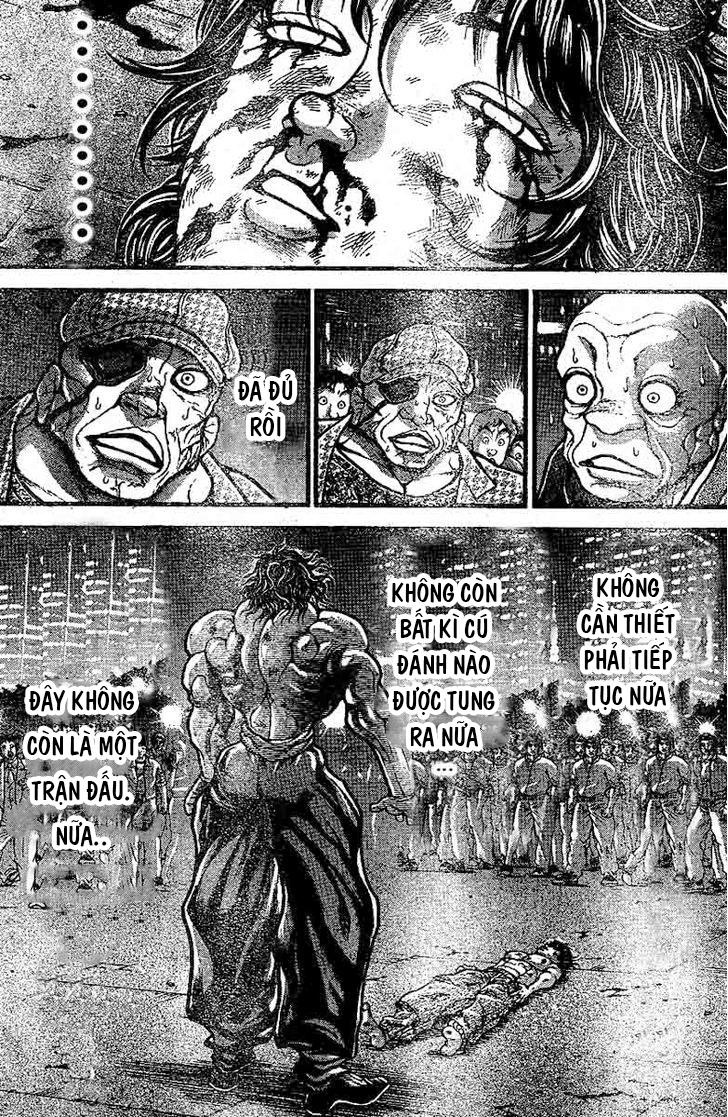 ĐÃ ĐỦ
RỒI
KHÔNG
CẦN THIẾT
PHẢI TIẾP
TỤC NỮA
KHÔNG CÒN
BẤT KÌ CÚ
ĐÁNH NÀO
ĐƯỢC TUNG
RA NỮA
...
ĐÂY KHÔNG
CÒN LÀ MỘT
TRẬN ĐẤU.
NỮA..